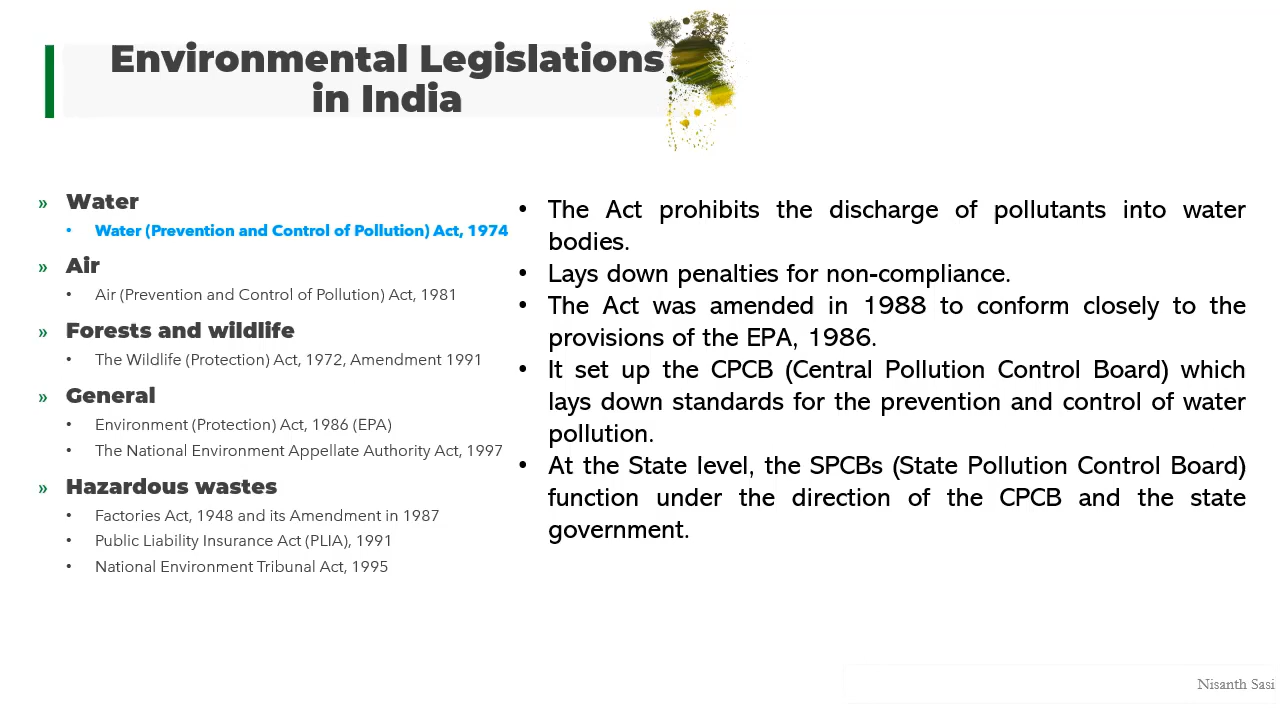 Environmental Legislations
in India
» Water
• Water (Prevention and Control of Pollution) Act, 1974
» Air
• Air (Prevention and Control of Pollution) Act, 1981
» Forests and wildlife
• The Wildlife (Protection) Act, 1972, Amendment 1991
» General
• Environment (Protection) Act, 1986 (EPA)
• The National Environment Appellate Authority Act, 1997
» Hazardous wastes
• Factories Act, 1948 and its Amendment in 1987
• Public Liability Insurance Act (PLIA), 1991
• National Environment Tribunal Act, 1995
• The Act prohibits the discharge of pollutants into water
bodies.
• Lays down penalties for non-compliance.
• The Act was amended in 1988 to conform closely to the
provisions of the EPA, 1986.
• It set up the CPCB (Central Pollution Control Board) which
lays down standards for the prevention and control of water
pollution.
• At the State level, the SPCBs (State Pollution Control Board)
function under the direction of the CPCB and the state
government.
Nisanth Sasi